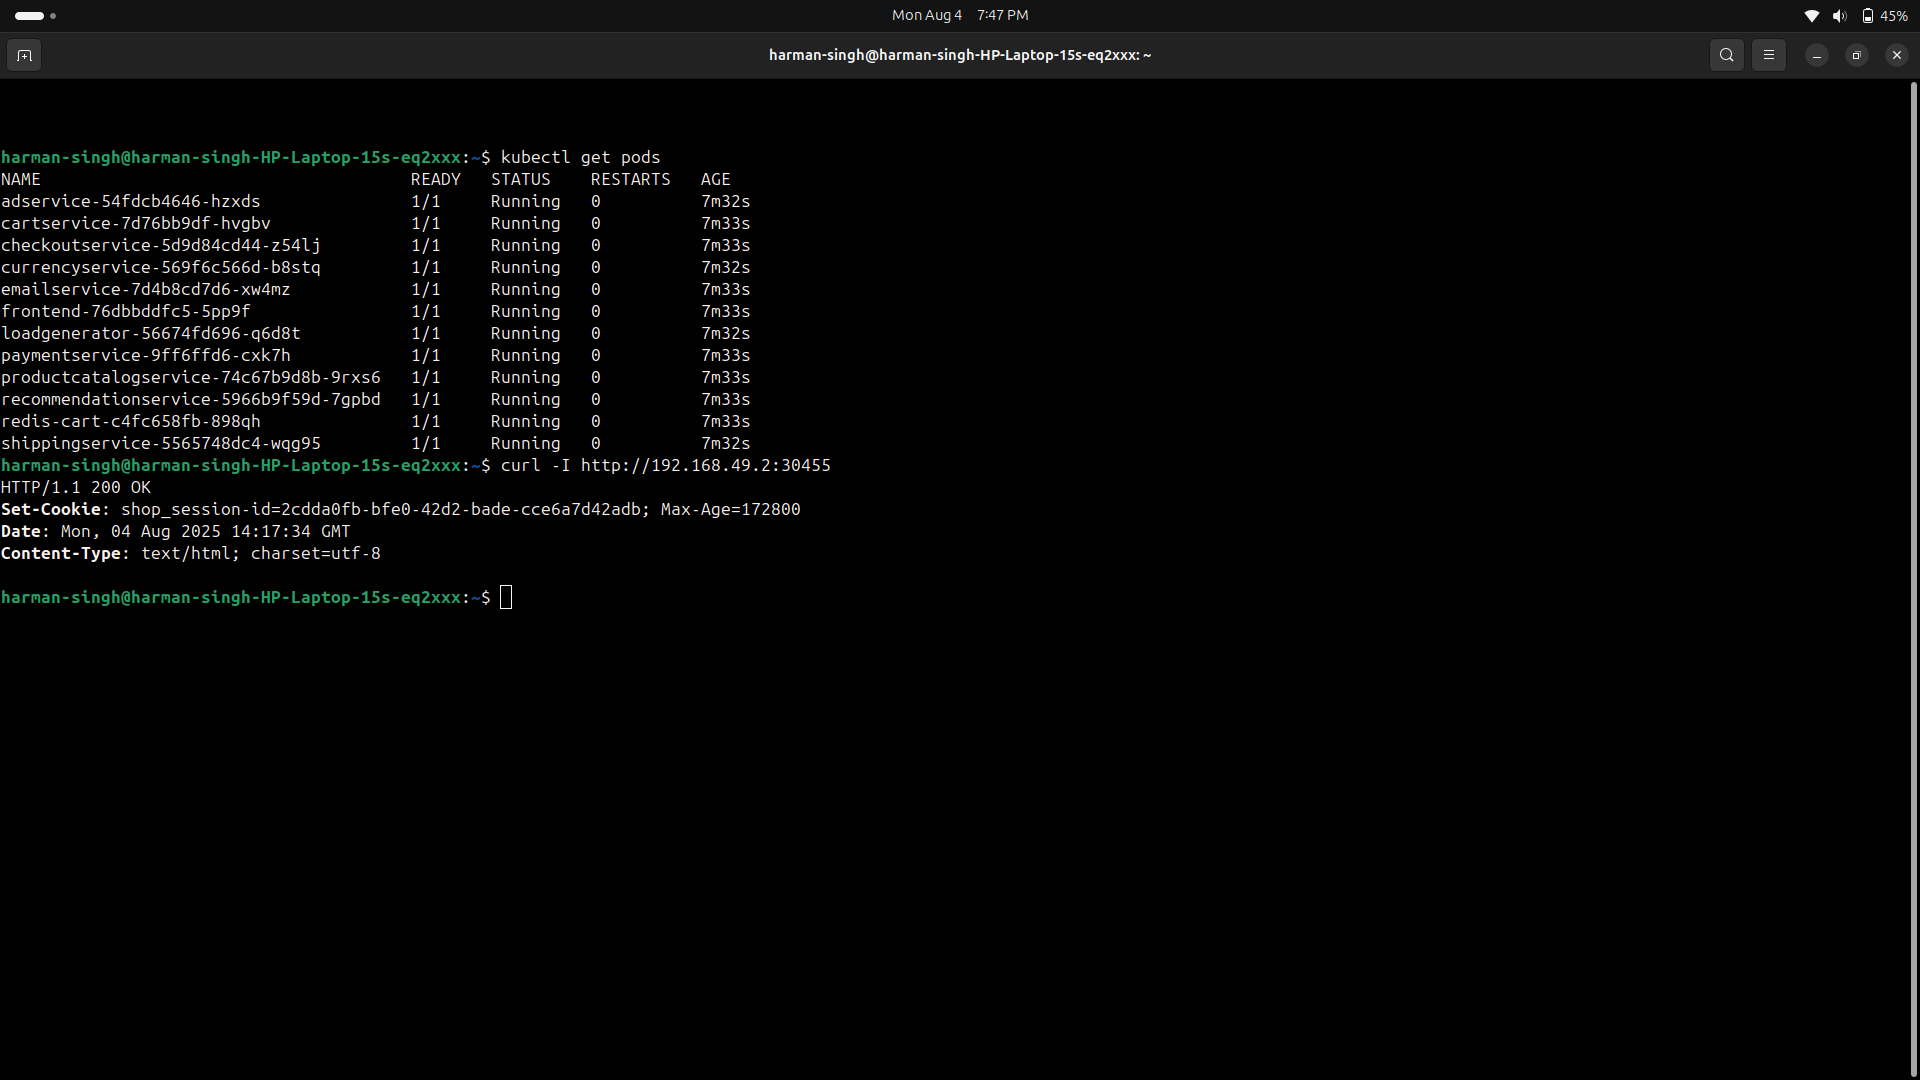 Mon Aug 4 7:47 PM
45%
harman-singh@harman-singh-HP-Laptop-15s-eq2xxx: ~
harman-singh@harman-singh-HP-Laptop-15s-eq2xxx:~$ kubectl get pods
NAME READY STATUS RESTARTS AGE
adservice-54fdcb4646-hzxds 1/1 Running 0 7m32s
cartservice-7d76bb9df-hvgbv 1/1 Running 0 7m33s
checkoutservice-5d9d84cd44-z54lj 1/1 Running 0 7m33s
currencyservice-569f6c566d-b8stq 1/1 Running 0 7m32s
emailservice-7d4b8cd7d6-xw4mz 1/1 Running 0 7m33s
frontend-76dbbddfc5-5pp9f 1/1 Running 0 7m33s
loadgenerator-56674fd696-q6d8t 1/1 Running 0 7m32s
paymentservice-9ff6ffd6-cxk7h 1/1 Running 0 7m33s
productcatalogservice-74c67b9d8b-9rxs6 1/1 Running 0 7m33s
recommendationservice-5966b9f59d-7gpbd 1/1 Running 0 7m33s
redis-cart-c4fc658fb-898qh 1/1 Running 0 7m33s
shippingservice-5565748dc4-wqg95 1/1 Running 0 7m32s
harman-singh@harman-singh-HP-Laptop-15s-eq2xxx:~$ curl -I http://192.168.49.2:30455
HTTP/1.1 200 OK
Set-Cookie: shop_session-id=2cdda0fb-bfe0-42d2-bade-cce6a7d42adb; Max-Age=172800
Date: Mon, 04 Aug 2025 14:17:34 GMT
Content-Type: text/html; charset=utf-8
harman-singh@harman-singh-HP-Laptop-15s-eq2xxx:~$